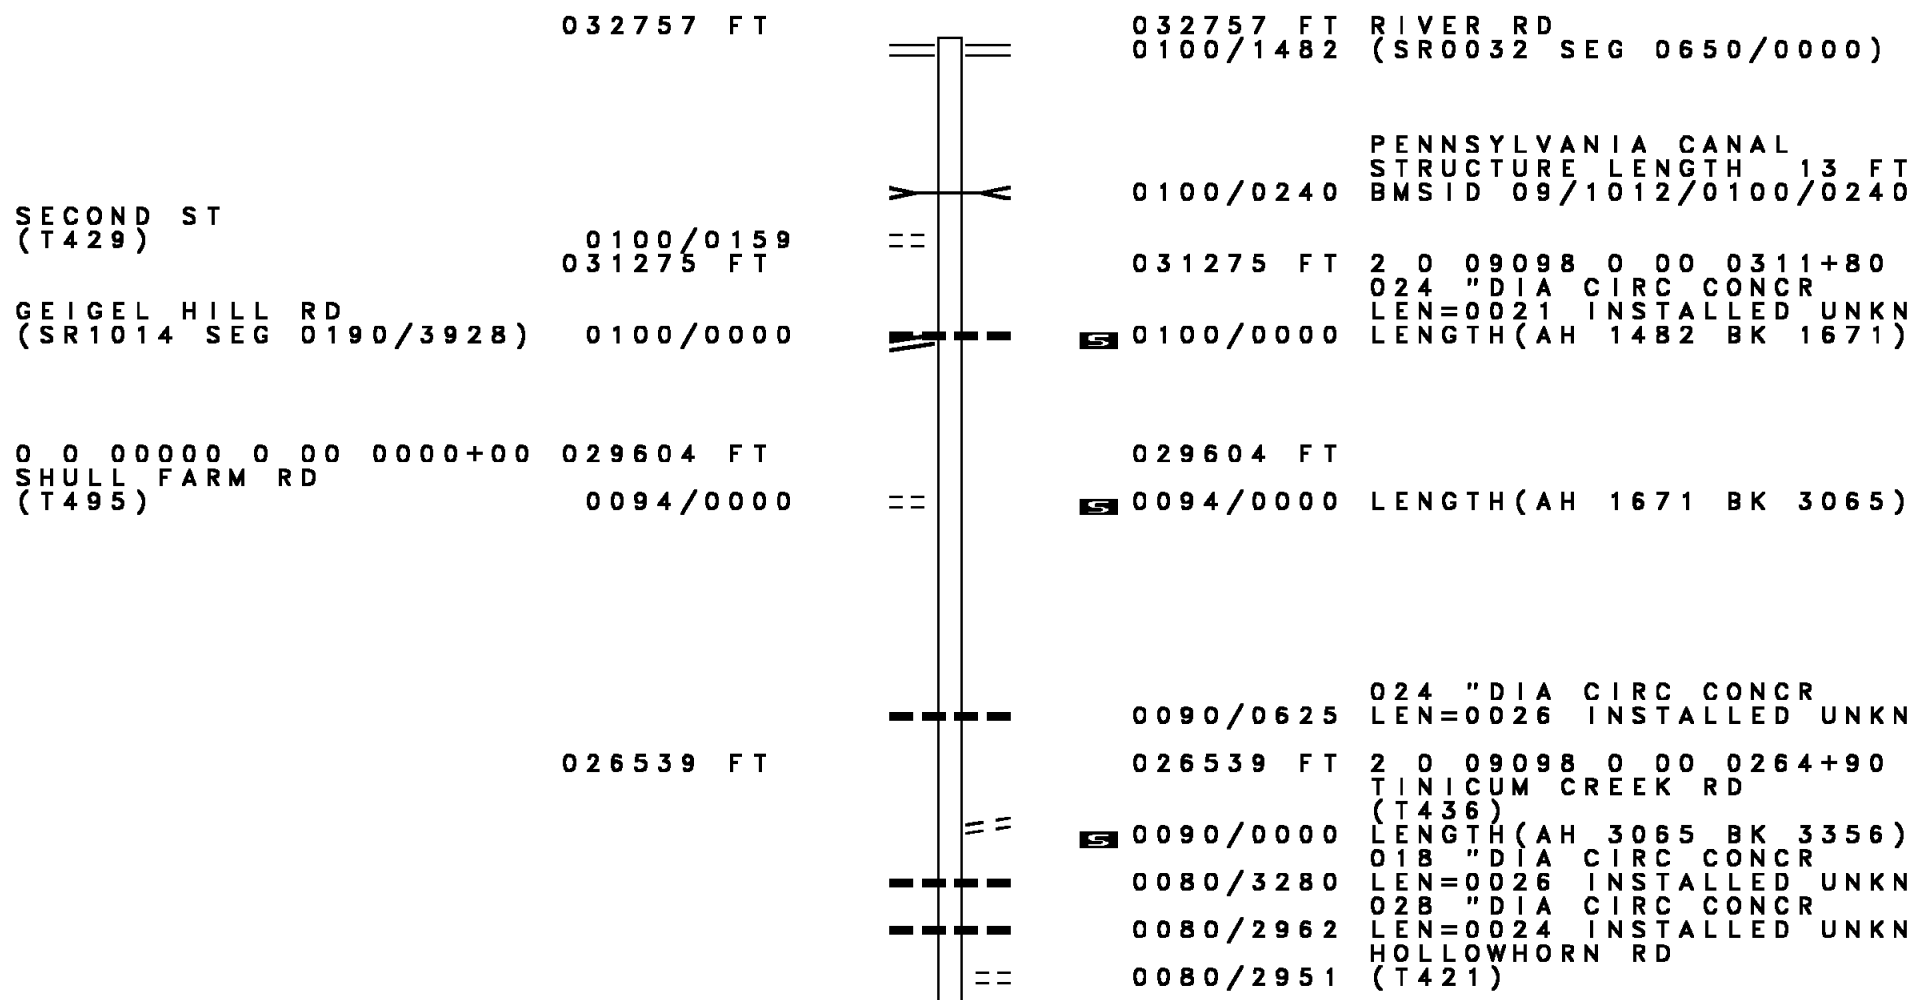 032757 FT 032757 FT RIVER RD
0100/1482 (SR0032 SEG 0650/0000)
PENNSYLVANIA CANAL
STRUCTURE LENGTH 13 FT
0100/0240 BMSID 09/1012/0100/0240
SECOND ST
(T429) 0100/0159
031275 FT 031275 FT 2 0 09098 0 00 0311+80
024 "DIA CIRC CONCR
GEIGEL HILL RD LEN=0021 INSTALLED UNKN
(SR1014 SEG 0190/3928) 0100/0000 S 0100/0000 LENGTH(AH 1482 BK 1671)
0 0 00000 0 00 0000+00 029604 FT 029604 FT
SHULL FARM RD
(T495) 0094/0000 S 0094/0000 LENGTH(AH 1671 BK 3065)
024 "DIA CIRC CONCR
0090/0625 LEN=0026 INSTALLED UNKN
026539 FT 026539 FT 2 0 09098 0 00 0264+90
TINICUM CREEK RD
(T436)
S 0090/0000 LENGTH(AH 3065 BK 3356)
018 "DIA CIRC CONCR
0080/3280 LEN=0026 INSTALLED UNKN
028 "DIA CIRC CONCR
0080/2962 LEN=0024 INSTALLED UNKN
HOLLOWHORN RD
0080/2951 (T421)